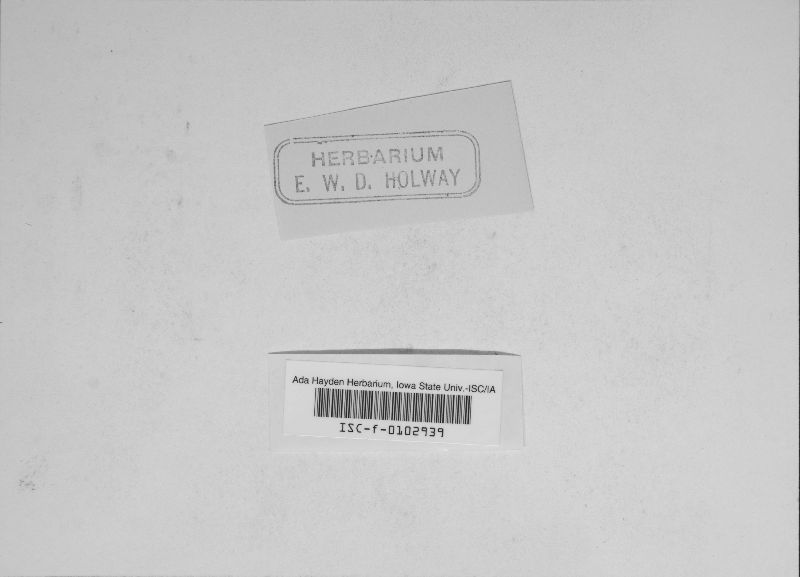 HERBARIUM
E. W. D. HOLWAY
Ada Hayden Herbarium, Iowa State Univ.-ISC/IA
ISC-f-0102939